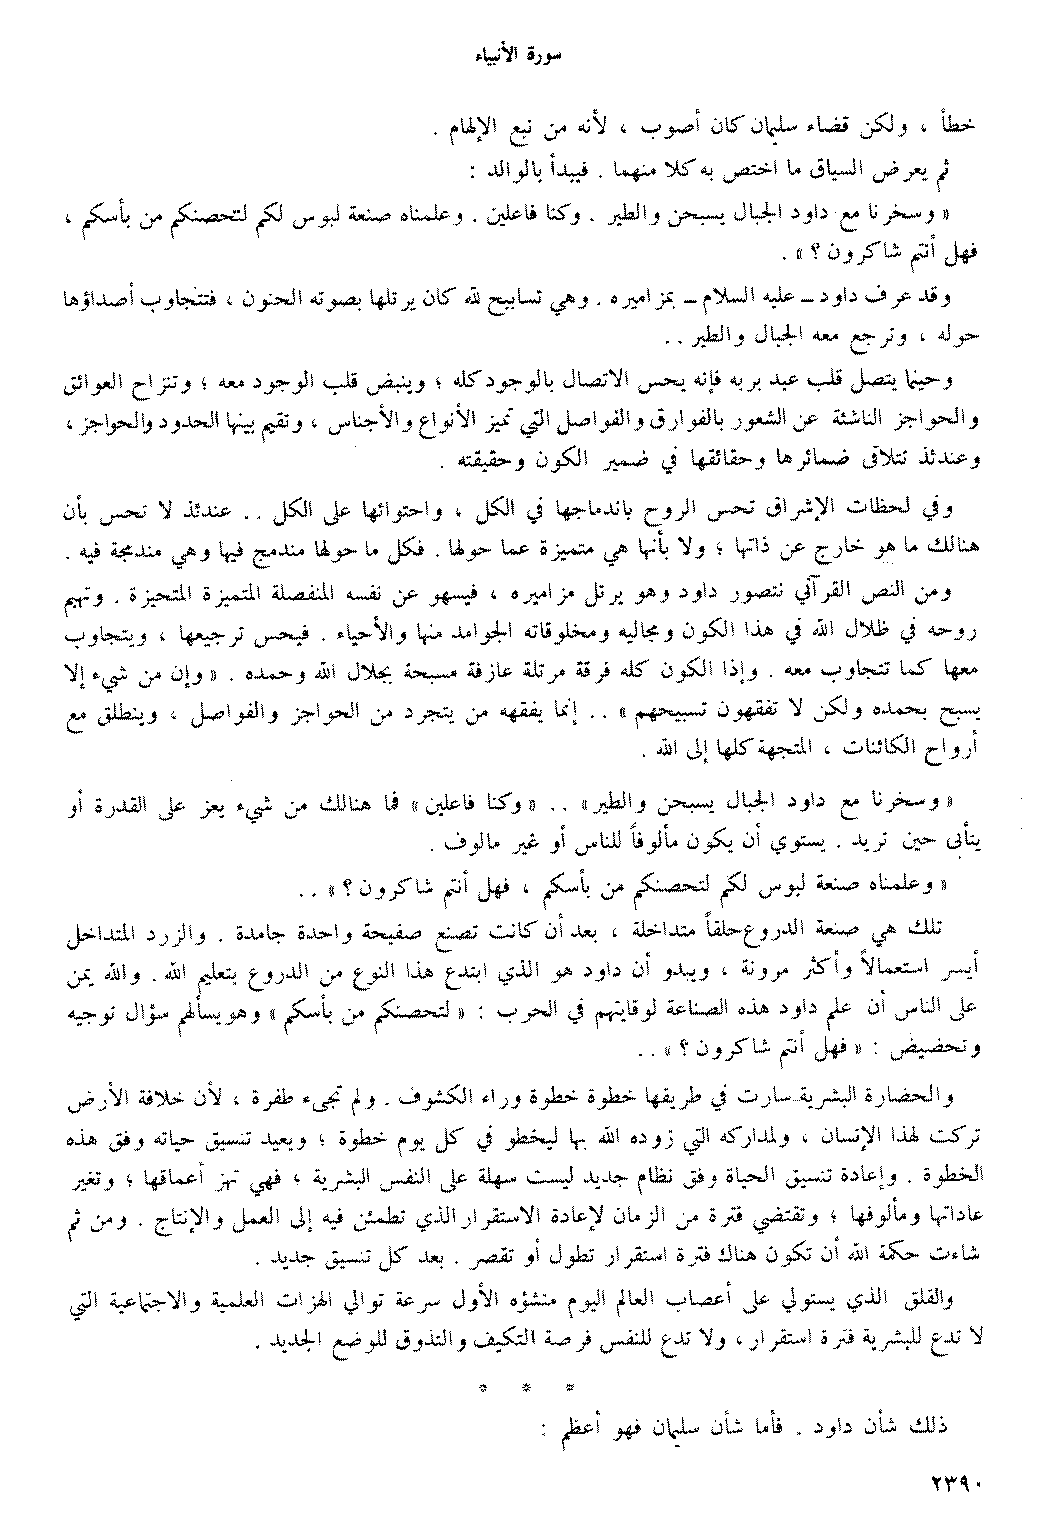 سورة الأنبياء
خطأ ، ولكن قضاء سليمان كان أصوب ، لأنه من نبع الإلهام .
ثم يعرض السياق ما اختص به كلا منهما . فيبدأ بالوالد :
« وسخرنا مع داود الجبال يسبحن والطير . وكنا فاعلين . وعلمناه صنعة لبوس لكم لتحصنكم من بأسكم ،
فهل أنتم شاكرون ؟ » .
وقد عرف داود – عليه السلام – بمزاميره . وهي تسابيح لله كان يرتلها بصوته الحنون ، فتتجاوب أصداؤها
حوله ، وترجع معه الجبال والطير . .
وحينما يتصل قلب عبد بربه فإنه يحس الاتصال بالوجود كله ؛ وينبض قلب الوجود معه ؛ وتنزاح العوائق
والحواجز الناشئة عن الشعور بالفوارق والفواصل التي تميز الأنواع والأجناس ، وتقيم بينها الحدود والحواجز ،
وعندئذ تتلاقى ضمائرها وحقائقها في ضمير الكون وحقيقته .
وفي لحظات الإشراق تحس الروح باندماجها في الكل ، واحتوائها على الكل . . عندئذ لا تحس بأن
هنالك ما هو خارج عن ذاتها ؛ ولا بأنها هي متميزة عما حولها . فكل ما حولها مندمج فيها وهي مندمجة فيه .
ومن النص القرآني نتصور داود وهو يرتل مزاميره ، فيسهو عن نفسه المنفصلة المتميزة المتحيزة . وتهيم
روحه في ظلال الله في هذا الكون ومجاليه ومخلوقاته الجوامد منها والأحياء . فيحس ترجيعها ، ويتجاوب
معها كما تتجاوب معه . وإذا الكون كله فرقة مرتلة عازفة مسبحة بجلال الله وحمده . « وإن من شيء إلا
يسبح بحمده ولكن لا تفقهون تسبيحهم » . . إنما يفقهه من يتجرد من الحواجز والفواصل ، وينطلق مع
أرواح الكائنات ، المتجهة كلها إلى الله .
« وسخرنا مع داود الجبال يسبحن والطير » . . « وكنا فاعلين » فما هنالك من شيء يعز على القدرة أو
يتأبى حين تريد . يستوي أن يكون مألوفاً للناس أو غير مالوف .
« وعلمناه صنعة لبوس لكم لتحصنكم من بأسكم ، فهل أنتم شاكرون ؟ » . .
تلك هي صنعة الدروع حلقاً متداخلة ، بعد أن كانت تصنع صفيحة واحدة جامدة . والزرد المتداخل
أيسر استعمالاً وأكثر مرونة ، ويبدو أن داود هو الذي ابتدع هذا النوع من الدروع بتعليم الله . والله يمن
على الناس أن علم داود هذه الصناعة لوقايتهم في الحرب : « لتحصنكم من بأسكم » وهو يسألهم سؤال توجيه
وتحضيض : « فهل أنتم شاكرون ؟ » . .
والحضارة البشرية سارت في طريقها خطوة خطوة وراء الكشوف . ولم تجىء طفرة ، لأن خلافة الأرض
تركت لهذا الإنسان ، ولمداركه التي زوده الله بها ليخطو في كل يوم خطوة ؛ ويعيد تنسيق حياته وفق هذه
الخطوة . وإعادة تنسيق الحياة وفق نظام جديد ليست سهلة على النفس البشرية ؛ فهي تهز أعماقها ؛ وتغير
عاداتها ومألوفها ؛ وتقتضي فترة من الزمان لإعادة الاستقرار الذي تطمئن فيه إلى العمل والإنتاج . ومن ثم
شاءت حكمة الله أن تكون هناك فترة استقرار تطول أو تقصر . بعد كل تنسيق جديد .
والقلق الذي يستولي على أعصاب العالم اليوم منشؤه الأول سرعة توالي الهزات العلمية والاجتماعية التي
لا تدع للبشرية فترة استقرار ، ولا تدع للنفس فرصة التكيف والتذوق للوضع الجديد .
* * *
ذلك شأن داود . فأما شأن سليمان فهو أعظم :
٢٣٩٠